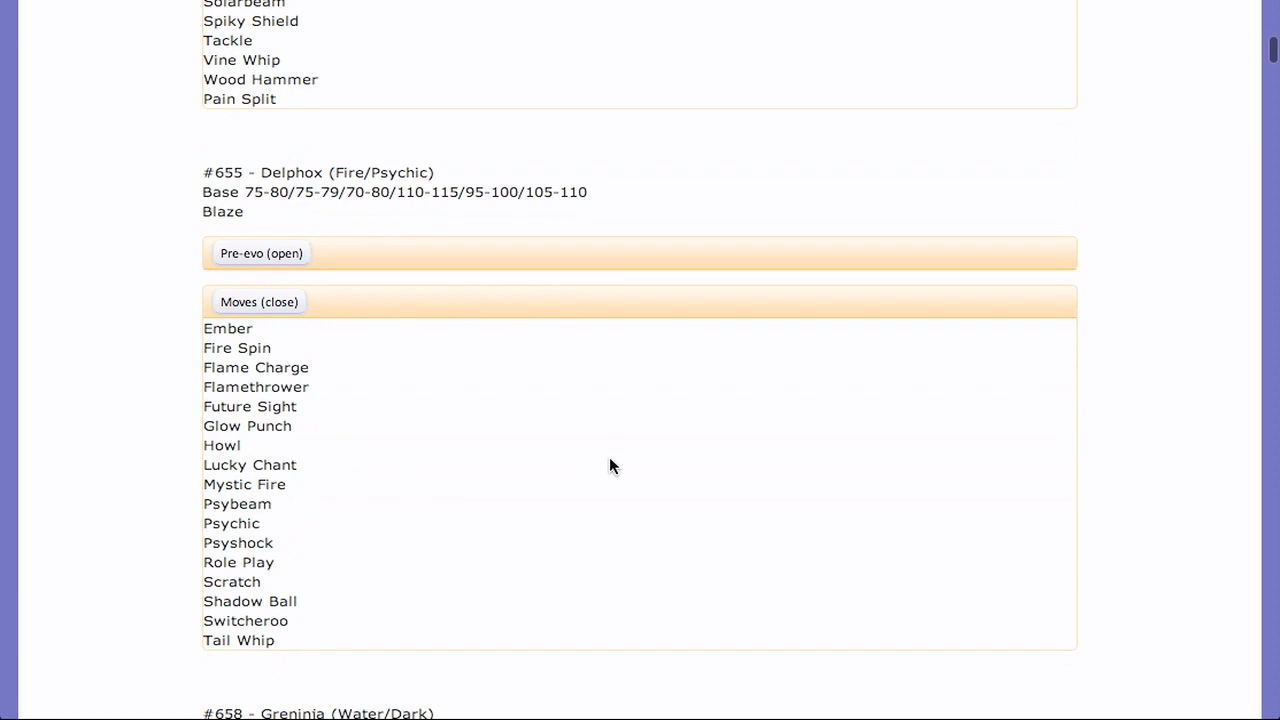 Solarbeam
Spiky Shield
Tackle
Vine Whip
Wood Hammer
Pain Split
#655 - Delphox (Fire/Psychic)
Base 75-80/75-79/70-80/110-115/95-100/105-110
Blaze
Pre-evo (open)
Moves (close)
Ember
Fire Spin
Flame Charge
Flamethrower
Future Sight
Glow Punch
Howl
Lucky Chant
Mystic Fire
Psybeam
Psychic
Psyshock
Role Play
Scratch
Shadow Ball
Switcheroo
Tail Whip
#658 - Greninja (Water/Dark)